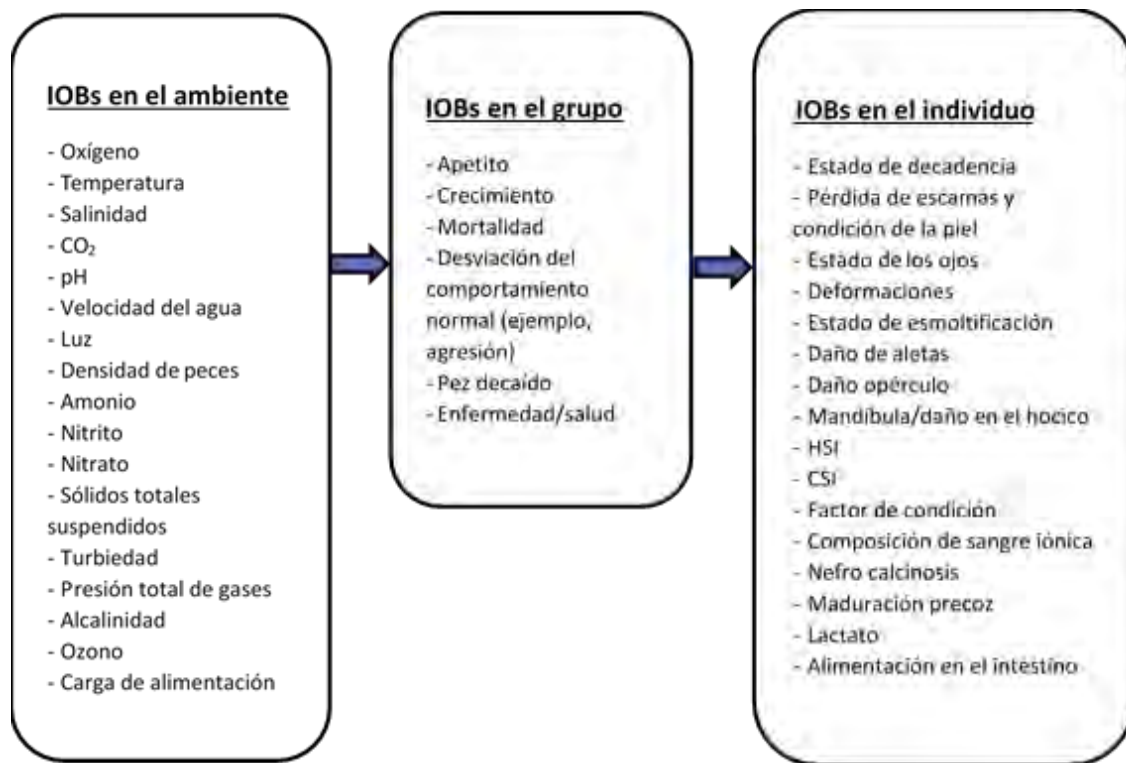 IOBs en el ambiente
- Oxígeno
- Temperatura
- Salinidad
- CO₂
- pH
- Velocidad del agua
- Luz
- Densidad de peces
- Amonio
- Nitrito
- Nitrato
- Sólidos totales
suspendidos
- Turbiedad
- Presión total de gases
- Alcalinidad
- Ozono
- Carga de alimentación
IOBs en el grupo
- Apetito
- Crecimiento
- Mortalidad
- Desviación del
comportamiento
normal (ejemplo,
agresión)
- Pez decaído
- Enfermedad/salud
IOBs en el individuo
- Estado de decadencia
- Pérdida de escamas y
condición de la piel
- Estado de los ojos
- Deformaciones
- Estado de esmoltificación
- Daño de aletas
- Daño opérculo
- Mandíbula/daño en el hocico
- HSI
- CSI
- Factor de condición
- Composición de sangre iónica
- Nefro calcinosis
- Maduración precoz
- Lactato
- Alimentación en el intestino